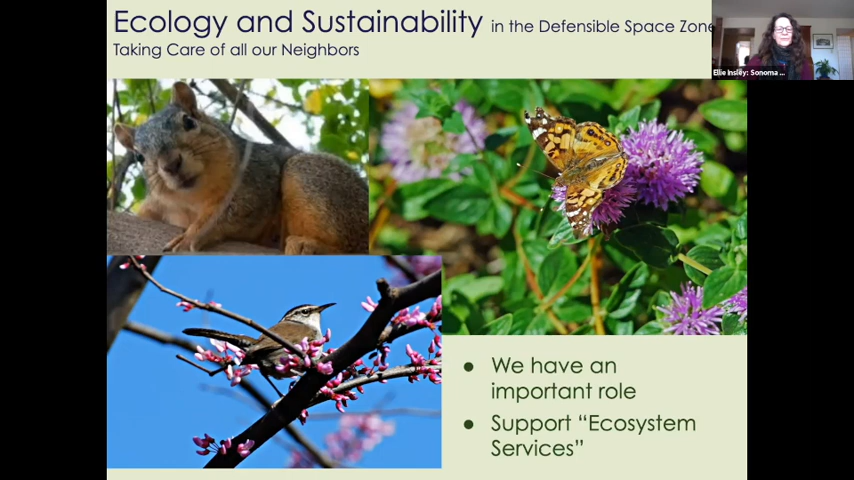 Ecology and Sustainability in the Defensible Space Zone
Taking Care of all our Neighbors
Ellie Insley: Sonoma ...
● We have an
important role
● Support “Ecosystem
Services”